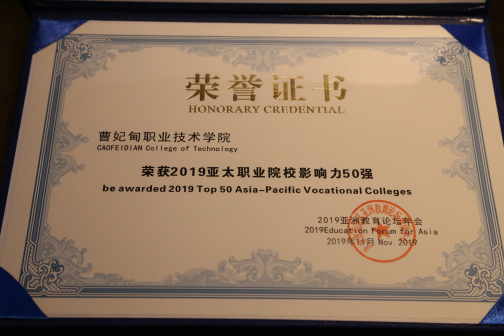 荣誉证书
HONORARY CREDENTIAL
曹妃甸职业技术学院
CAOFEIDIAN College of Technology
荣获2019亚太职业院校影响力50强
be awarded 2019 Top 50 Asia-Pacific Vocational Colleges
2019亚洲教育论坛年会
2019Education Forum for Asia
2019年11月 Nov.2019